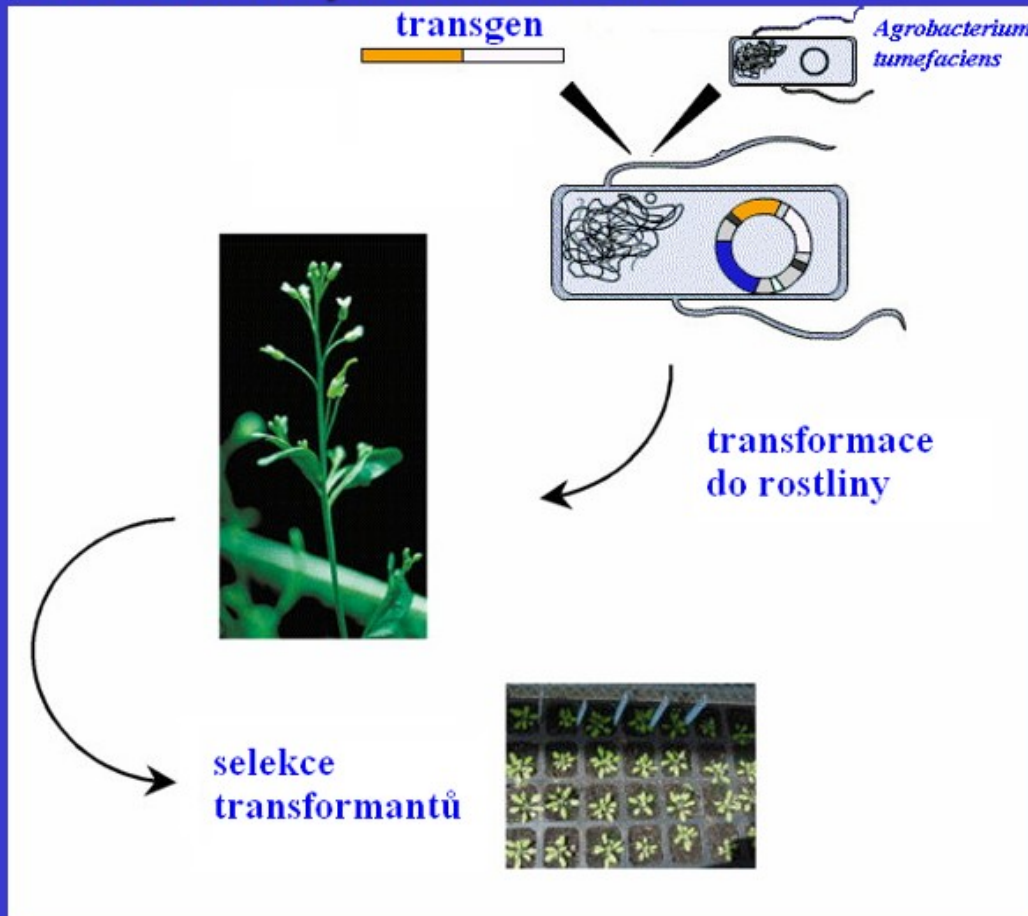 transgen
Agrobacterium
tumefaciens
transformace
do rostliny
selekce
transformantů